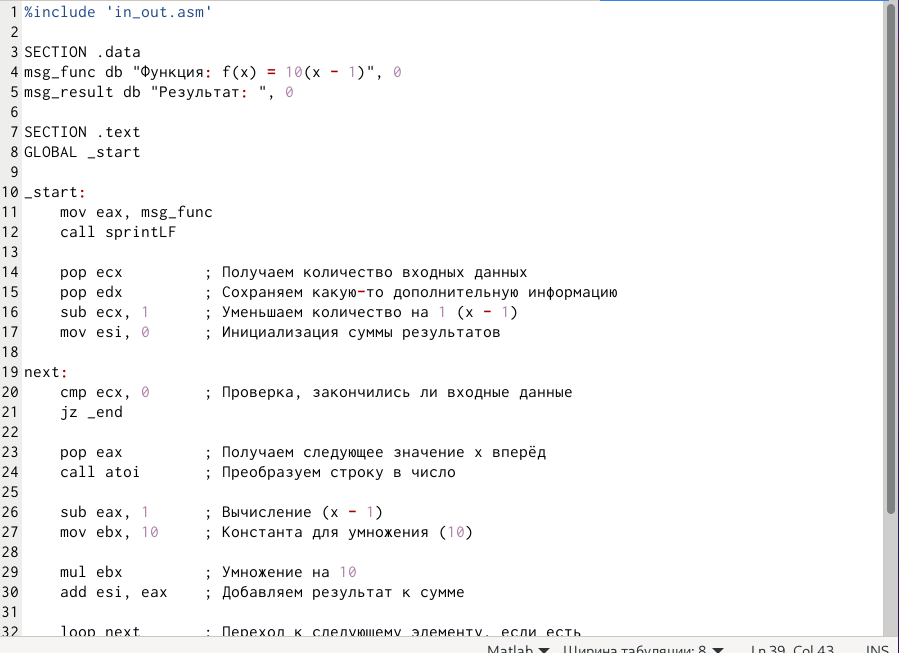 1 %include 'in_out.asm'
2
3 SECTION .data
4 msg_func db "Функция: f(x) = 10(x - 1)", 0
5 msg_result db "Результат: ", 0
6
7 SECTION .text
8 GLOBAL _start
9
10 _start:
11     mov eax, msg_func
12     call sprintLF
13
14     pop ecx         ; Получаем количество входных данных
15     pop edx         ; Сохраняем какую-то дополнительную информацию
16     sub ecx, 1      ; Уменьшаем количество на 1 (x - 1)
17     mov esi, 0      ; Инициализация суммы результатов
18
19 next:
20     cmp ecx, 0      ; Проверка, закончились ли входные данные
21     jz _end
22
23     pop eax         ; Получаем следующее значение x вперёд
24     call atoi       ; Преобразуем строку в число
25
26     sub eax, 1      ; Вычисление (x - 1)
27     mov ebx, 10     ; Константа для умножения (10)
28
29     mul ebx         ; Умножение на 10
30     add esi, eax    ; Добавляем результат к сумме
31
32     loop next       ; Переход к следующему элементу, если есть
Matlab Ширина табуляции: 8 Ln 39, Col 43 INS